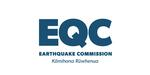 EQC
EARTHQUAKE COMMISSION
Kōmihana Rūwhenua